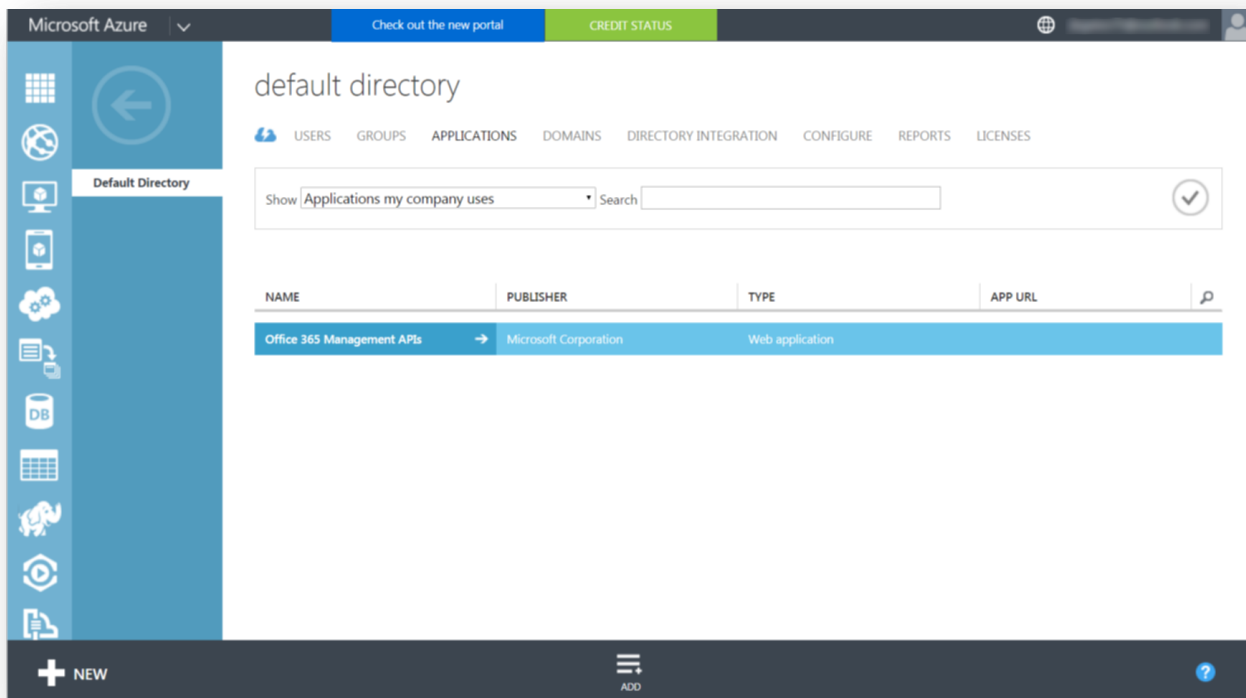 Microsoft Azure
Check out the new portal
CREDIT STATUS
default directory
USERS GROUPS APPLICATIONS DOMAINS DIRECTORY INTEGRATION CONFIGURE REPORTS LICENSES
Default Directory
Show Applications my company uses Search
NAME PUBLISHER TYPE APP URL
Office 365 Management APIs Microsoft Corporation Web application
DB
NEW
ADD
?